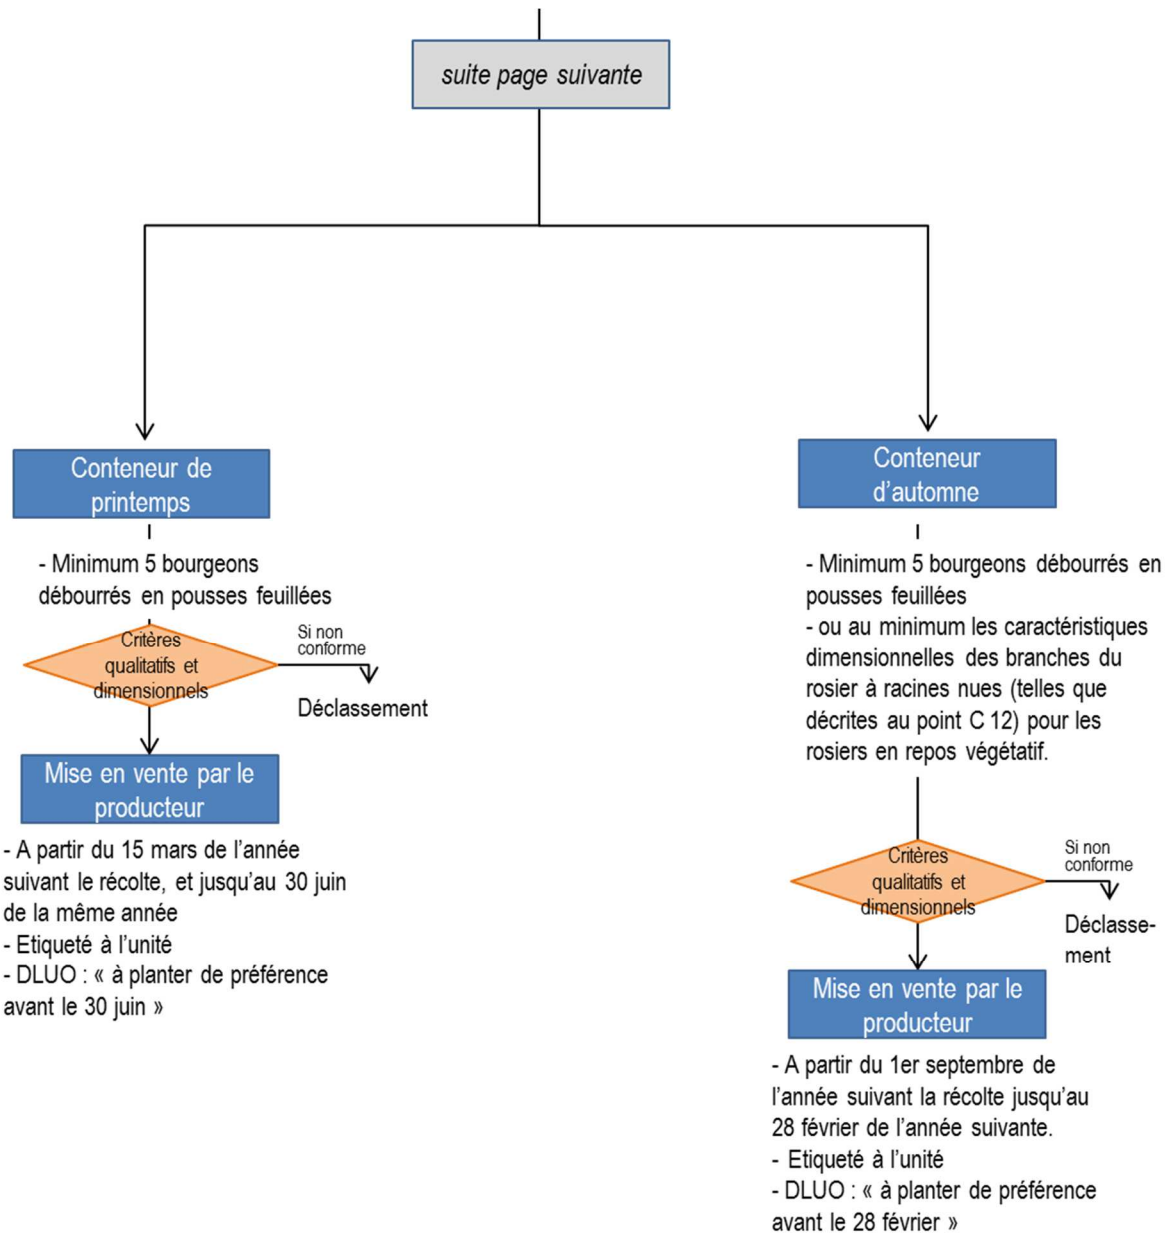 suite page suivante
Conteneur de
printemps
- Minimum 5 bourgeons
débourrés en pousses feuillées
Critères
qualitatifs et
dimensionnels
Si non
conforme
Déclassement
Mise en vente par le
producteur
- A partir du 15 mars de l’année
suivant le récolte, et jusqu’au 30 juin
de la même année
- Etiqueté à l’unité
- DLUO : « à planter de préférence
avant le 30 juin »
Conteneur
d’automne
- Minimum 5 bourgeons débourrés en
pousses feuillées
- ou au minimum les caractéristiques
dimensionnelles des branches du
rosier à racines nues (telles que
décrites au point C 12) pour les
rosiers en repos végétatif.
Critères
qualitatifs et
dimensionnels
Si non
conforme
Déclasse-
ment
Mise en vente par le
producteur
- A partir du 1er septembre de
l’année suivant la récolte jusqu’au
28 février de l’année suivante.
- Etiqueté à l’unité
- DLUO : « à planter de préférence
avant le 28 février »